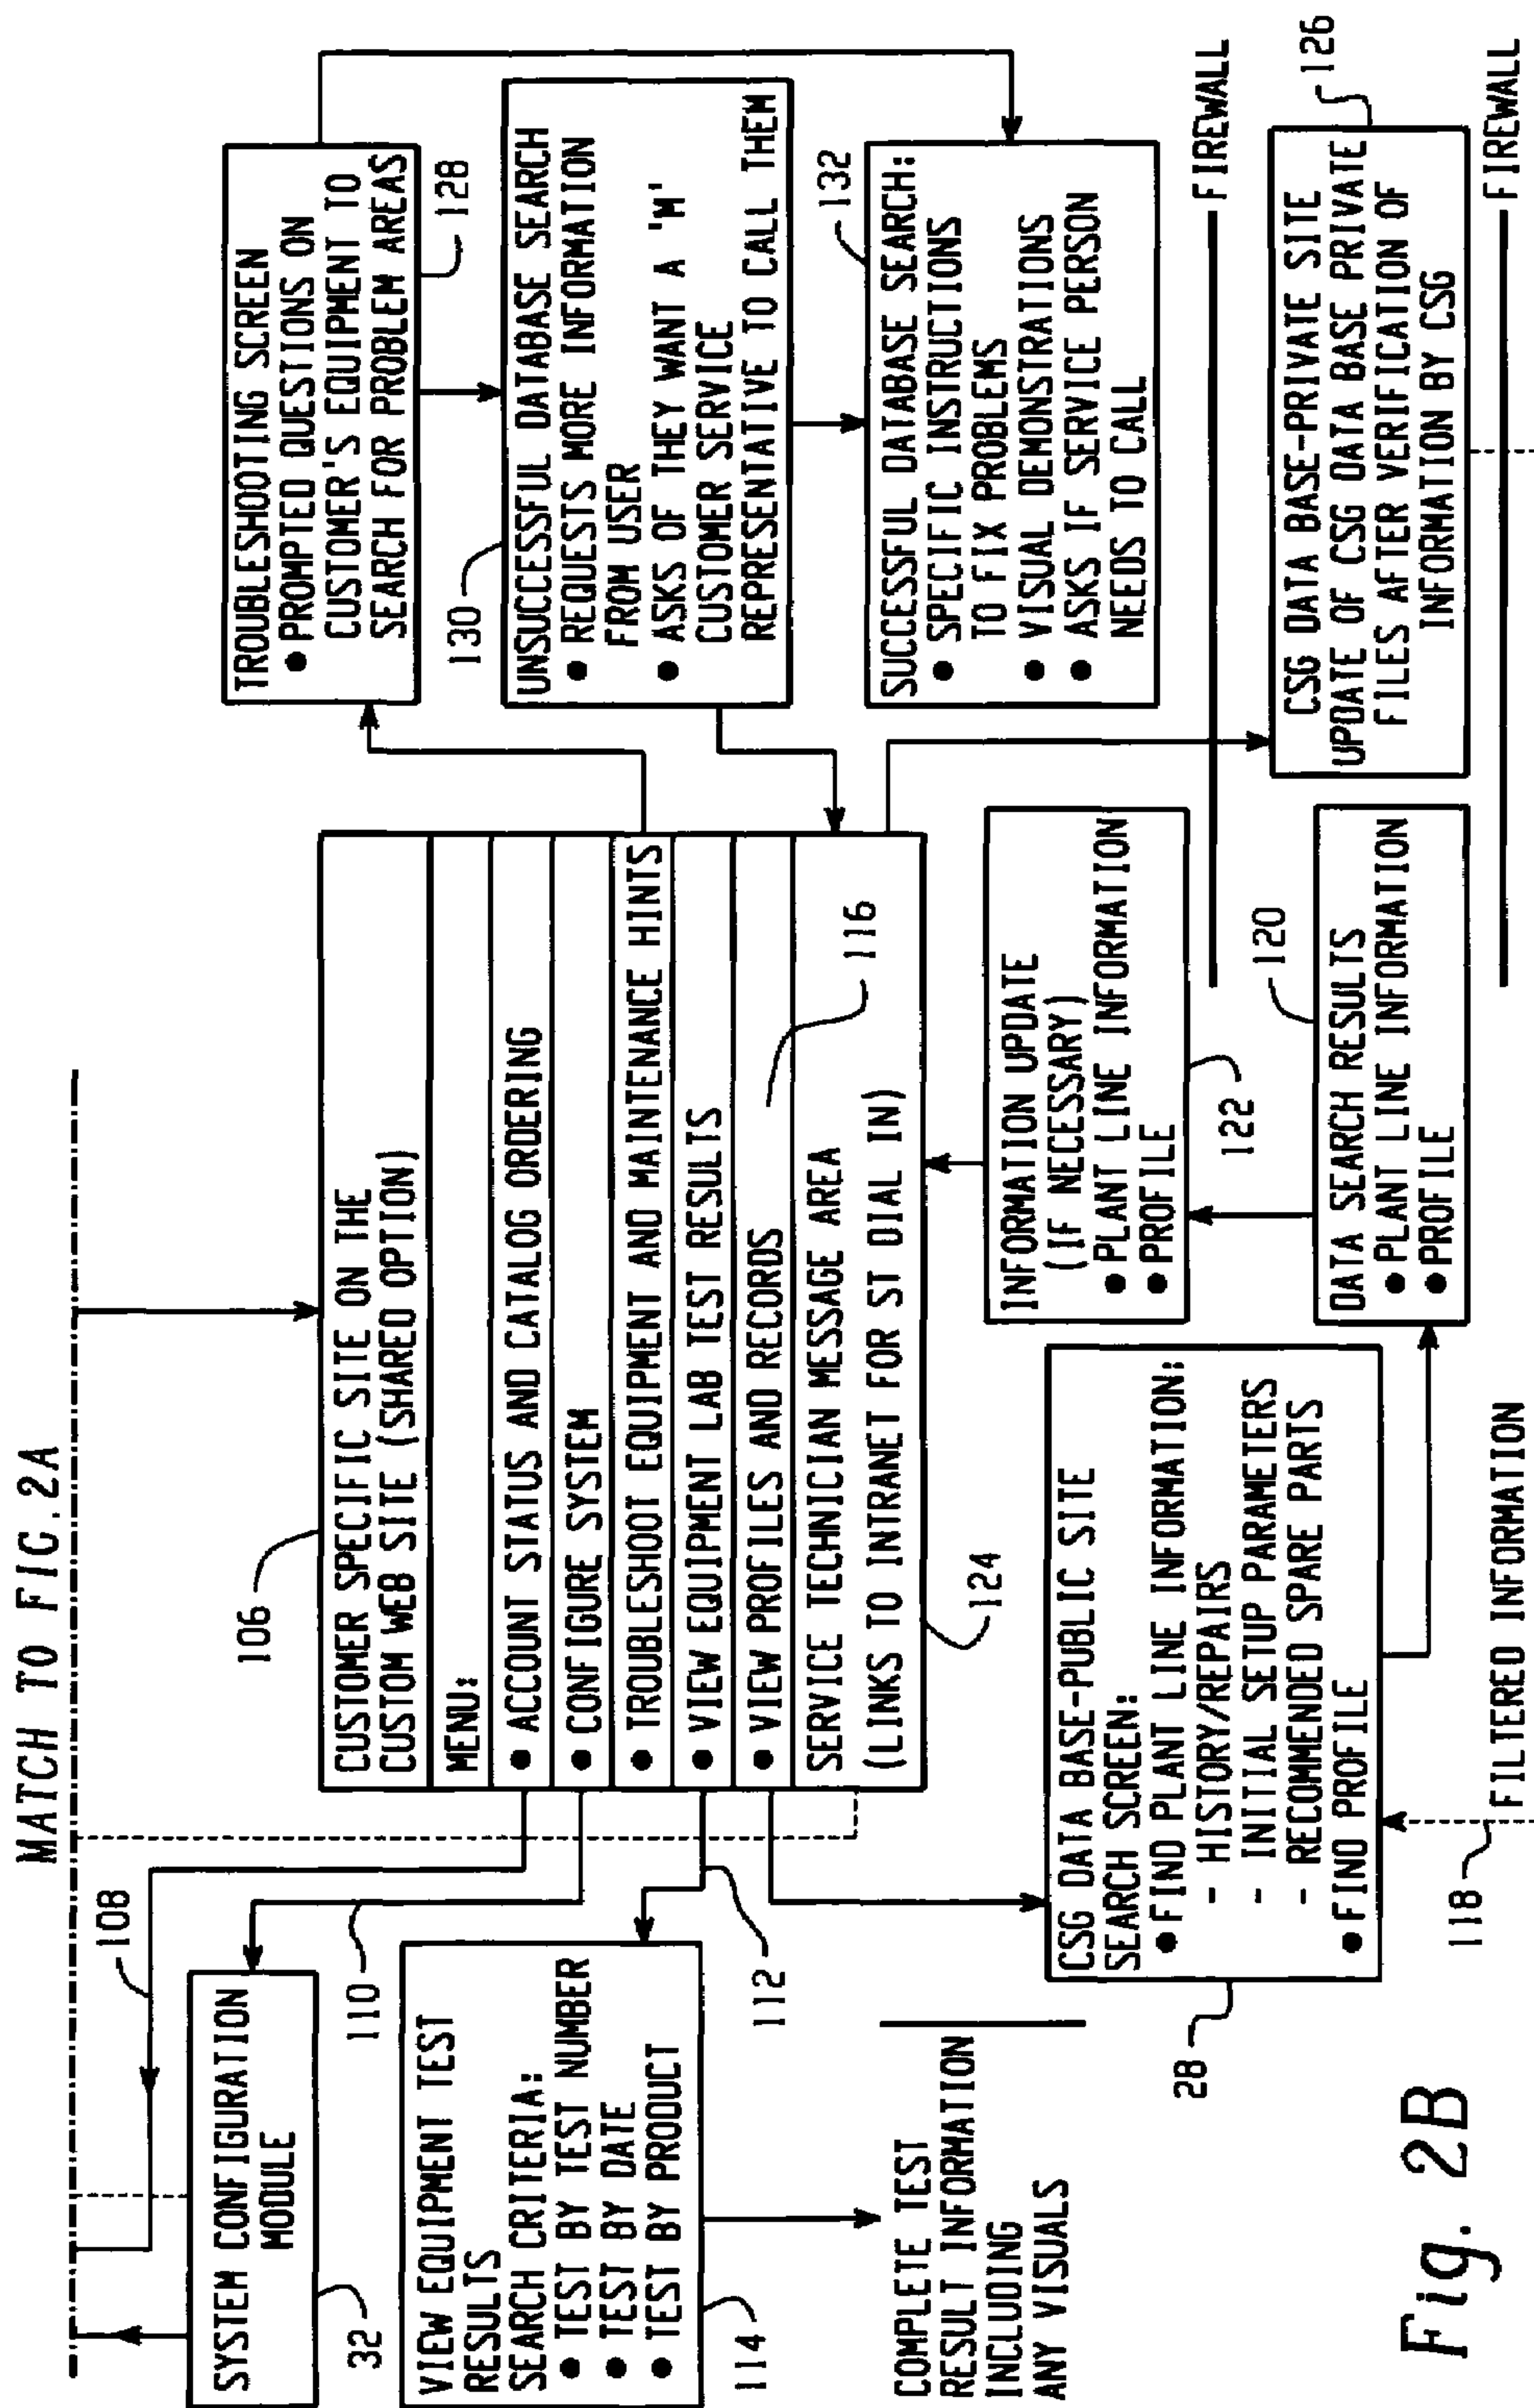 MATCH TO FIG.2A
108
SYSTEM CONFIGURATION
MODULE
32
110
VIEW EQUIPMENT TEST
RESULTS
SEARCH CRITERIA:
● TEST BY TEST NUMBER
● TEST BY DATE
● TEST BY PRODUCT
114
112
COMPLETE TEST
RESULT INFORMATION
INCLUDING
ANY VISUALS
106
CUSTOMER SPECIFIC SITE ON THE
CUSTOM WEB SITE (SHARED OPTION)
MENU:
● ACCOUNT STATUS AND CATALOG ORDERING
● CONFIGURE SYSTEM
● TROUBLESHOOT EQUIPMENT AND MAINTENANCE HINTS
● VIEW EQUIPMENT LAB TEST RESULTS
● VIEW PROFILES AND RECORDS
116
SERVICE TECHNICIAN MESSAGE AREA
(LINKS TO INTRANET FOR ST DIAL IN)
124
TROUBLESHOOTING SCREEN
● PROMPTED QUESTIONS ON
CUSTOMER'S EQUIPMENT TO
SEARCH FOR PROBLEM AREAS
128
130
UNSUCCESSFUL DATABASE SEARCH
● REQUESTS MORE INFORMATION
FROM USER
● ASKS OF THEY WANT A 'M'
CUSTOMER SERVICE
REPRESENTATIVE TO CALL THEM
132
SUCCESSFUL DATABASE SEARCH:
● SPECIFIC INSTRUCTIONS
TO FIX PROBLEMS
● VISUAL DEMONSTRATIONS
● ASKS IF SERVICE PERSON
NEEDS TO CALL
CSG DATA BASE-PUBLIC SITE
SEARCH SCREEN:
● FIND PLANT LINE INFORMATION:
- HISTORY/REPAIRS
- INITIAL SETUP PARAMETERS
- RECOMMENDED SPARE PARTS
● FIND PROFILE
28
118
FILTERED INFORMATION
INFORMATION UPDATE
(IF NECESSARY)
● PLANT LINE INFORMATION
● PROFILE
122
120
DATA SEARCH RESULTS
● PLANT LINE INFORMATION
● PROFILE
FIREWALL
CSG DATA BASE-PRIVATE SITE
UPDATE OF CSG DATA BASE PRIVATE
FILES AFTER VERIFICATION OF
INFORMATION BY CSG
126
FIREWALL
Fig. 2B